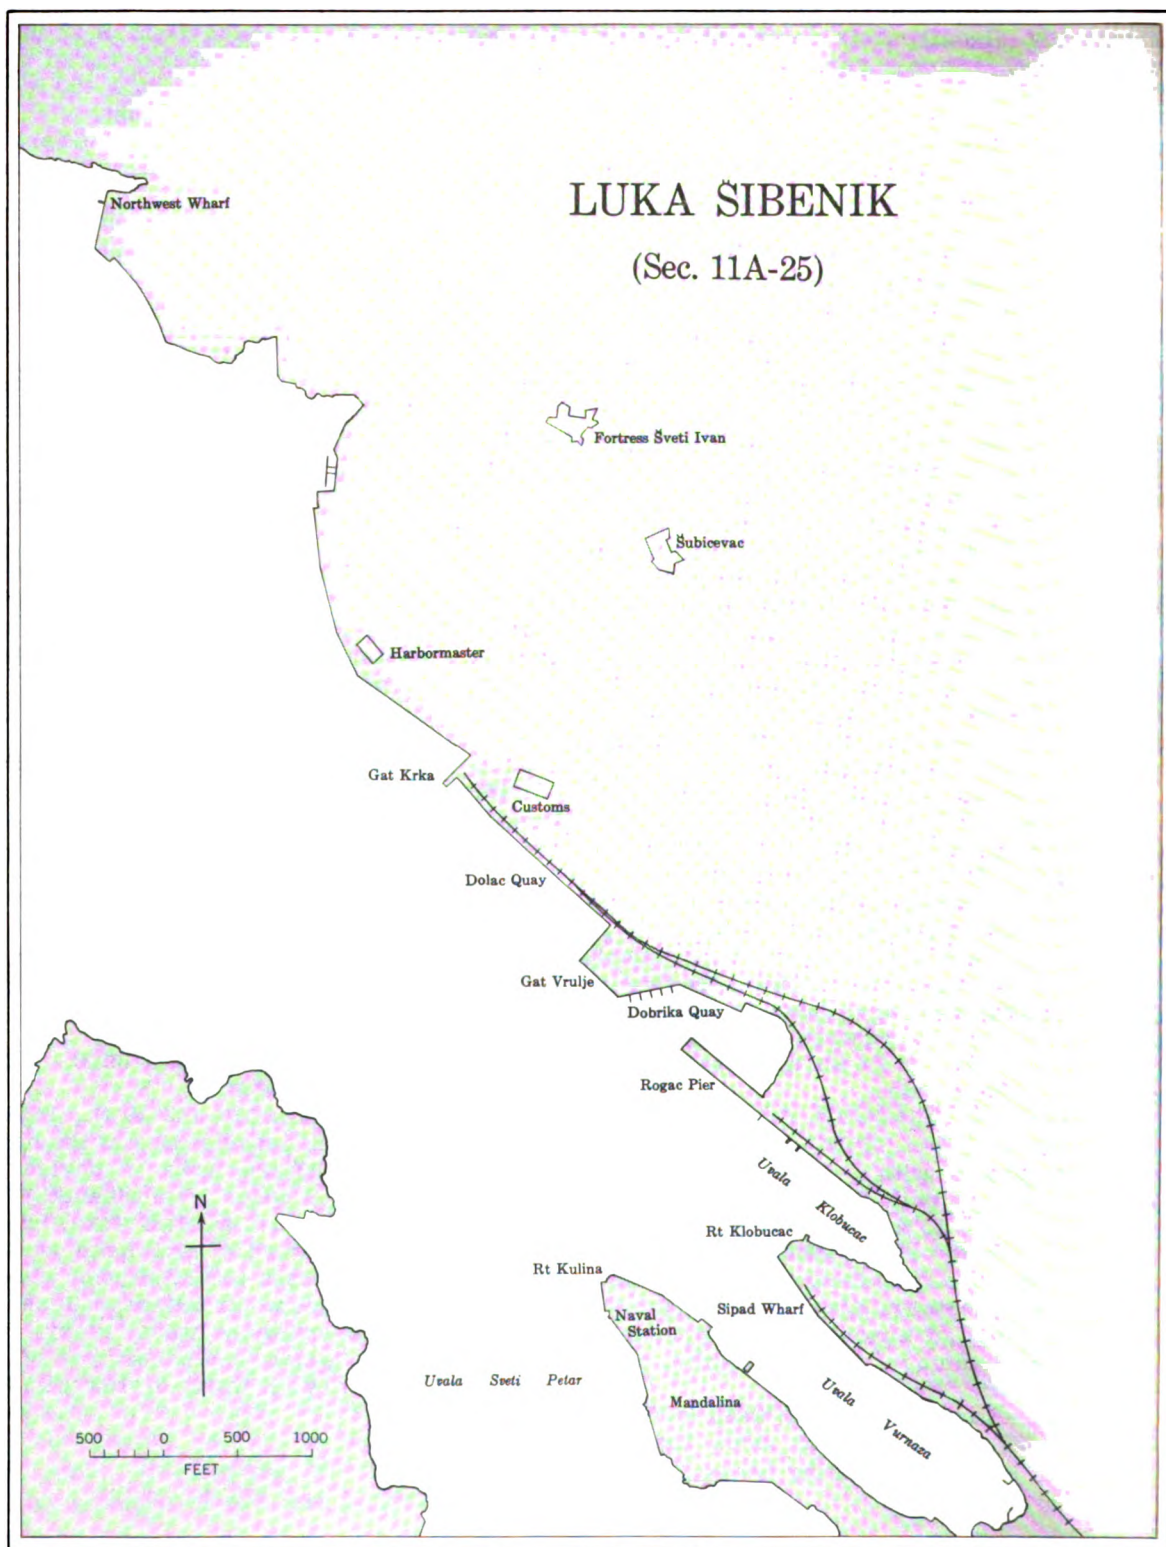 LUKA ŠIBENIK
(Sec. 11A-25)
Northwest Wharf
Fortress Šveti Ivan
Šubicevac
Harbormaster
Gat Krka
Customs
Dolac Quay
Gat Vrulje
Dobrika Quay
Rogac Pier
Uvala Klobucac
N
Rt Klobucac
Rt Kulina
Sipad Wharf
Naval
Station
Uvala Sveti Petar
Mandalina
Uvala Vurnaza
500 0 500 1000
FEET